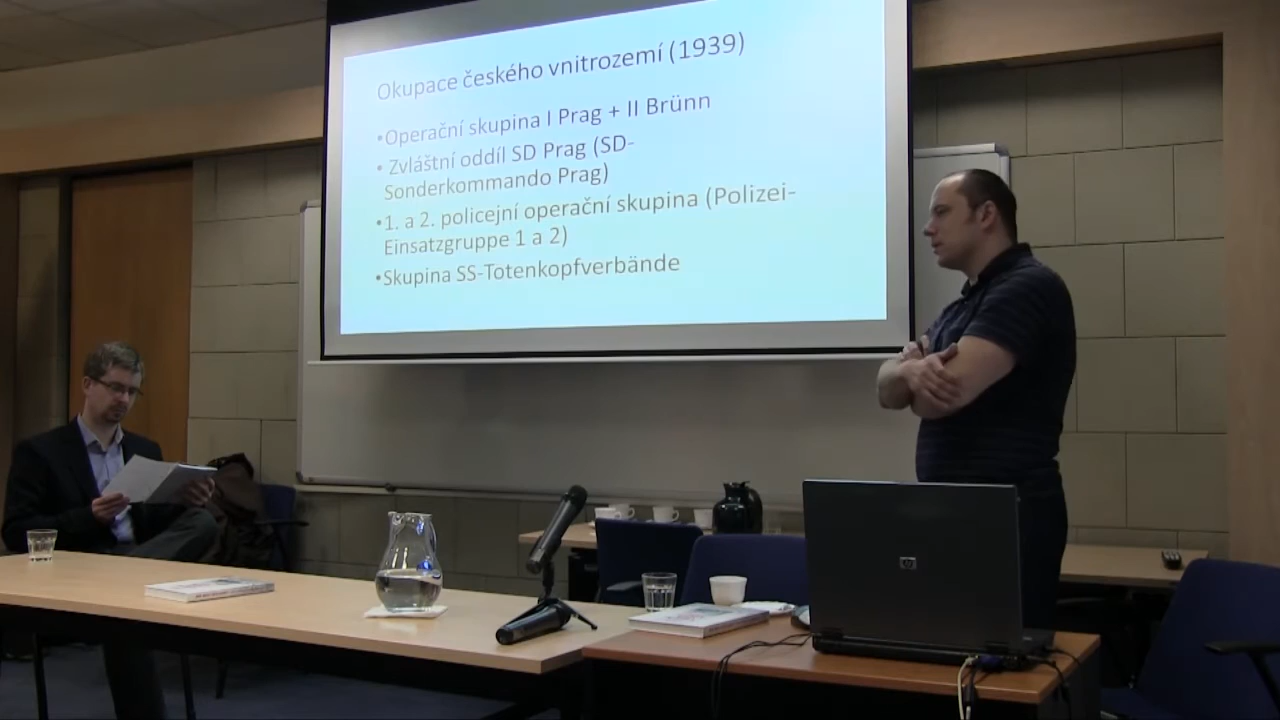 Okupace českého vnitrozemí (1939)
•Operační skupina I Prag + II Brünn
• Zvláštní oddíl SD Prag (SD-
Sonderkommando Prag)
•1. a 2. policejní operační skupina (Polizei-
Einsatzgruppe 1 a 2)
•Skupina SS-Totenkopfverbände
hp